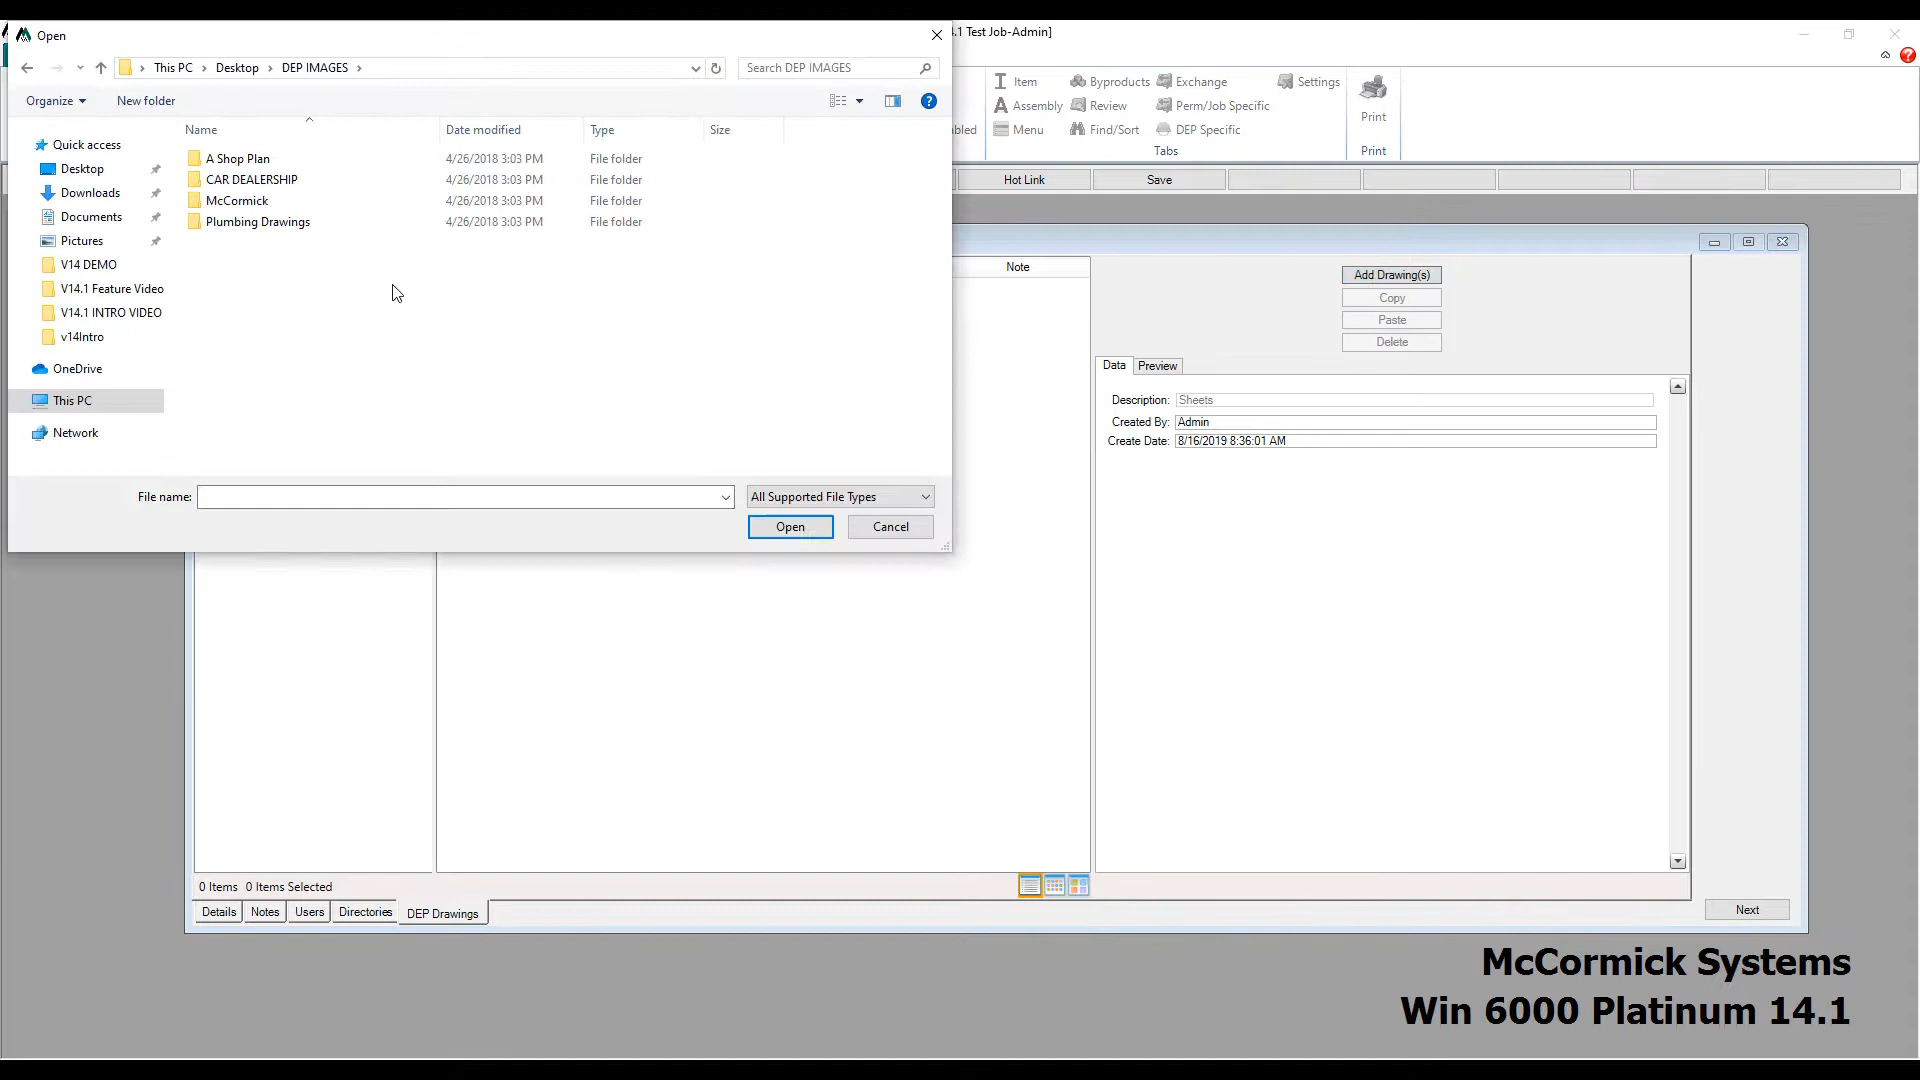 Open
.1 Test Job-Admin]
This PC Desktop DEP IMAGES
Search DEP IMAGES
Organize New folder
Name Date modified Type Size
Quick access
Desktop
Downloads
Documents
Pictures
V14 DEMO
V14.1 Feature Video
V14.1 INTRO VIDEO
v14Intro
OneDrive
This PC
Network
A Shop Plan 4/26/2018 3:03 PM File folder
CAR DEALERSHIP 4/26/2018 3:03 PM File folder
McCormick 4/26/2018 3:03 PM File folder
Plumbing Drawings 4/26/2018 3:03 PM File folder
File name: All Supported File Types
Open Cancel
Item Byproducts Exchange Settings
Assembly Review Perm/Job Specific
bled Menu Find/Sort DEP Specific
Tabs
Print
Print
Hot Link Save
Note
Add Drawing(s)
Copy
Paste
Delete
Data Preview
Description: Sheets
Created By: Admin
Create Date: 8/16/2019 8:36:01 AM
0 Items 0 Items Selected
Details Notes Users Directories DEP Drawings
Next
McCormick Systems
Win 6000 Platinum 14.1